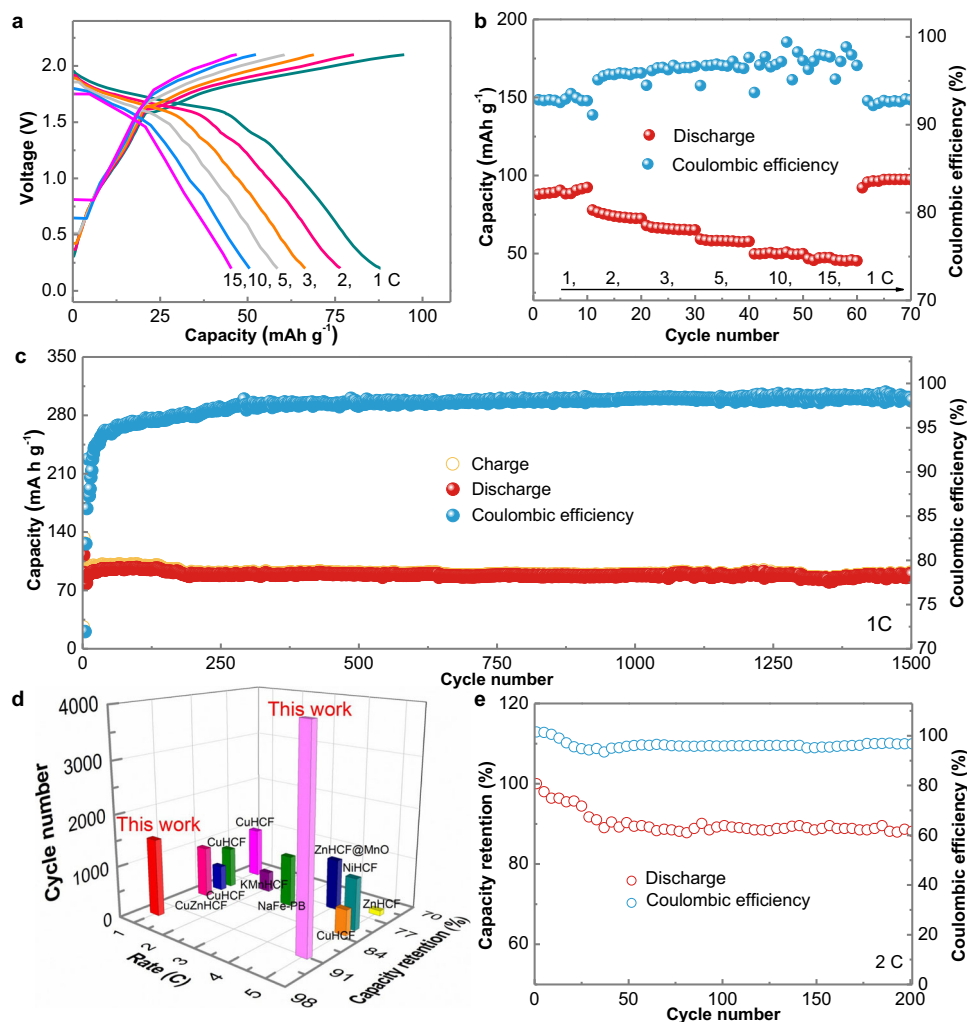 a
Voltage (V)
2.0
1.5
1.0
0.5
0.0
15, 10, 5, 3, 2, 1 C
0 25 50 75 100
Capacity (mAh g⁻¹)
b
Capacity (mAh g⁻¹)
200
150
100
50
Discharge
Coulombic efficiency
1, 2, 3, 5, 10, 15, 1 C
0 10 20 30 40 50 60 70
Cycle number
100
90
80
70
Coulombic efficiency (%)
c
Capacity (mA h g⁻¹)
350
280
210
140
70
0
Charge
Discharge
Coulombic efficiency
1C
0 250 500 750 1000 1250 1500
Cycle number
100
95
90
85
80
75
70
Coulombic efficiency (%)
d
Cycle number
4000
3000
2000
1000
0
This work
This work
CuHCF
ZnHCF@MnO
CuHCF
NiHCF
KMnHCF
CuHCF
ZnHCF
CuZnHCF
NaFe-PB
CuHCF
1 2 3 4 5
Rate (C)
98 91 84 77 70
Capacity retention (%)
e
Capacity retention (%)
120
100
80
60
Discharge
Coulombic efficiency
2 C
0 50 100 150 200
Cycle number
100
80
60
40
20
0
Coulombic efficiency (%)